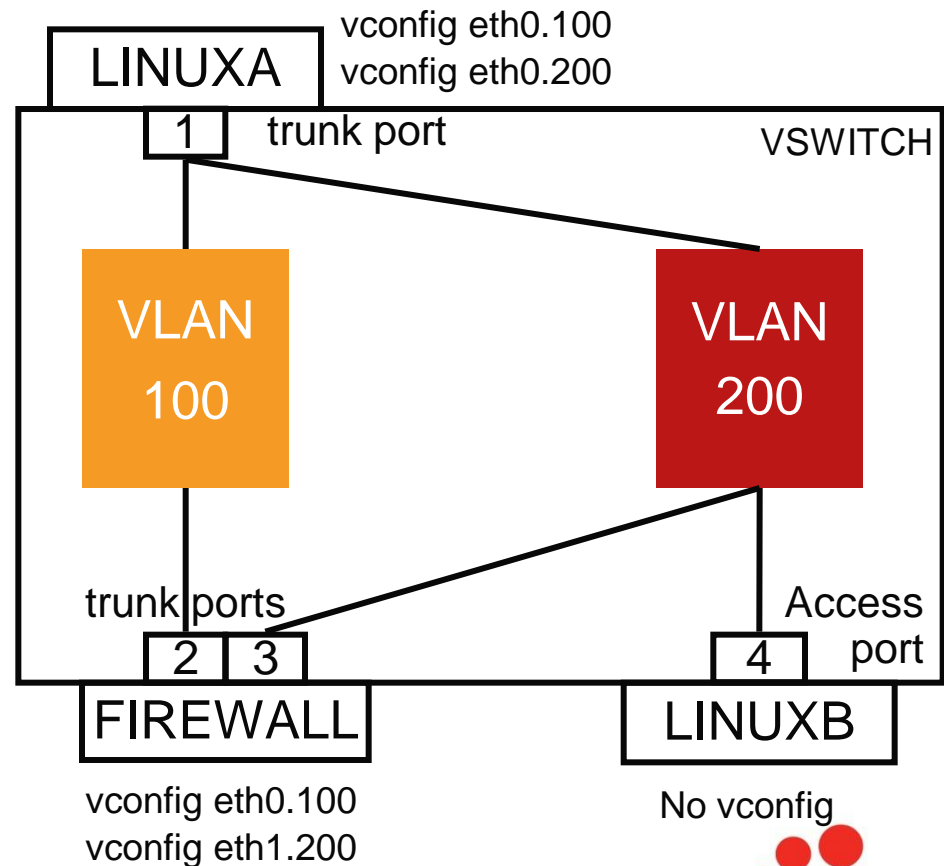 vconfig eth0.100
LINUXA
vconfig eth0.200
1
trunk port
VSWITCH
VLAN
100
VLAN
200
trunk ports
Access
port
2
3
4
FIREWALL
LINUXB
vconfig eth0.100
vconfig eth1.200
No vconfig